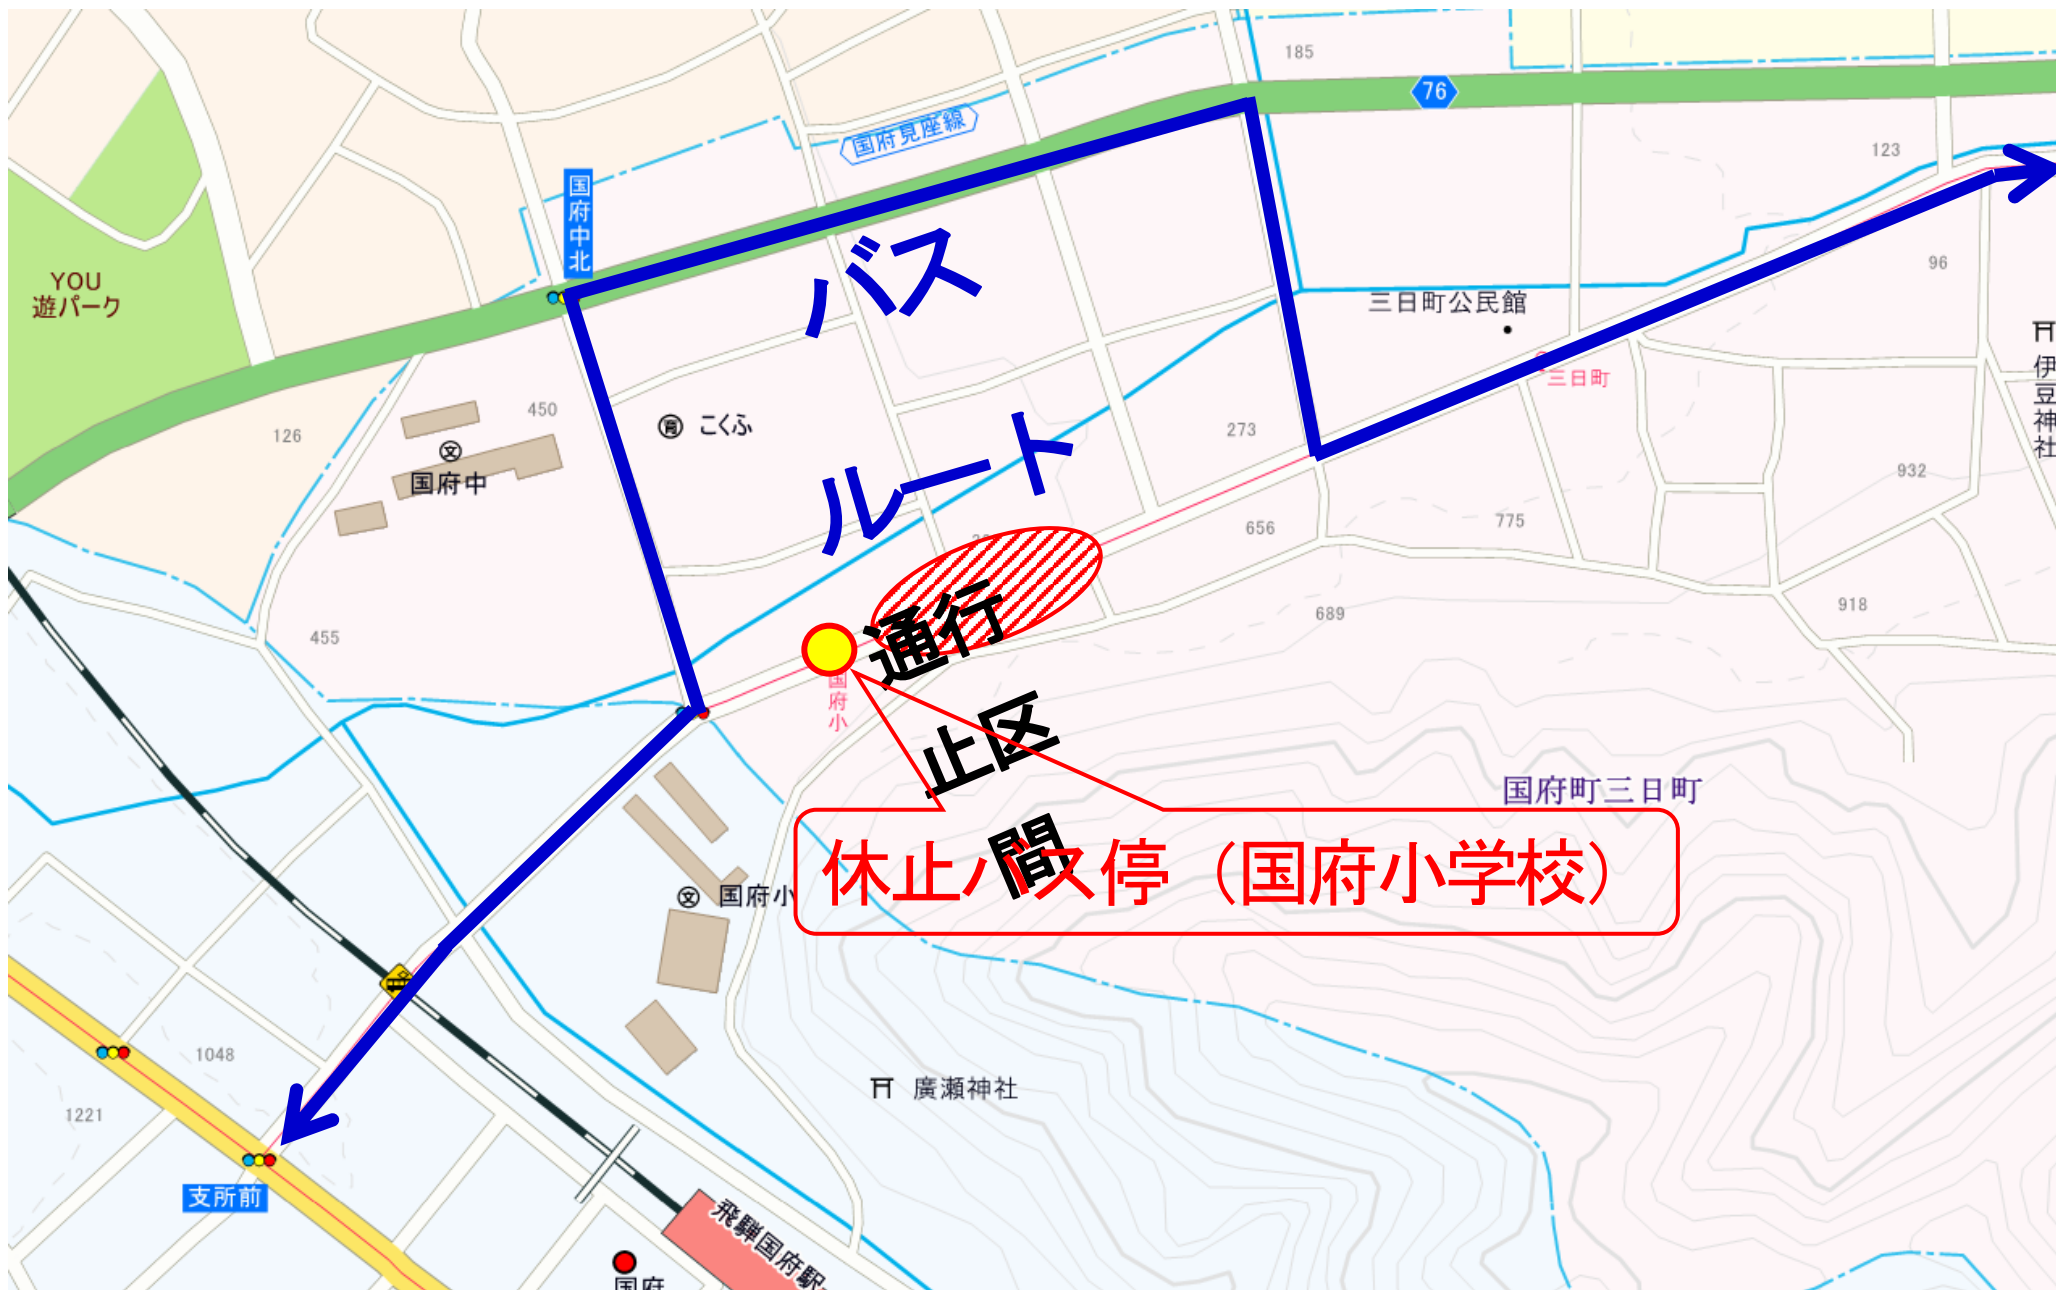 185
76
国府見座線
123
国府中北
バス
96
YOU
遊パーク
三日町公民館
伊豆神社
三日町
450
こくふ
126
273
ルート
国府中
932
656
775
通行
689
918
455
国府小
止区
国府町三日町
間
休止バス停（国府小学校）
国府小
1048
廣瀬神社
1221
支所前
飛騨国府駅
国府